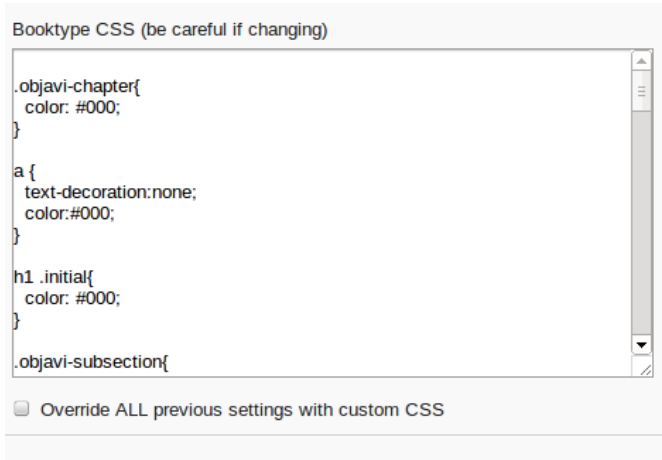 Booktype CSS (be careful if changing)
.objavi-chapter{
color: #000;
}
a {
text-decoration:none;
color:#000;
}
h1 .initial{
color: #000;
}
.objavi-subsection{
Override ALL previous settings with custom CSS